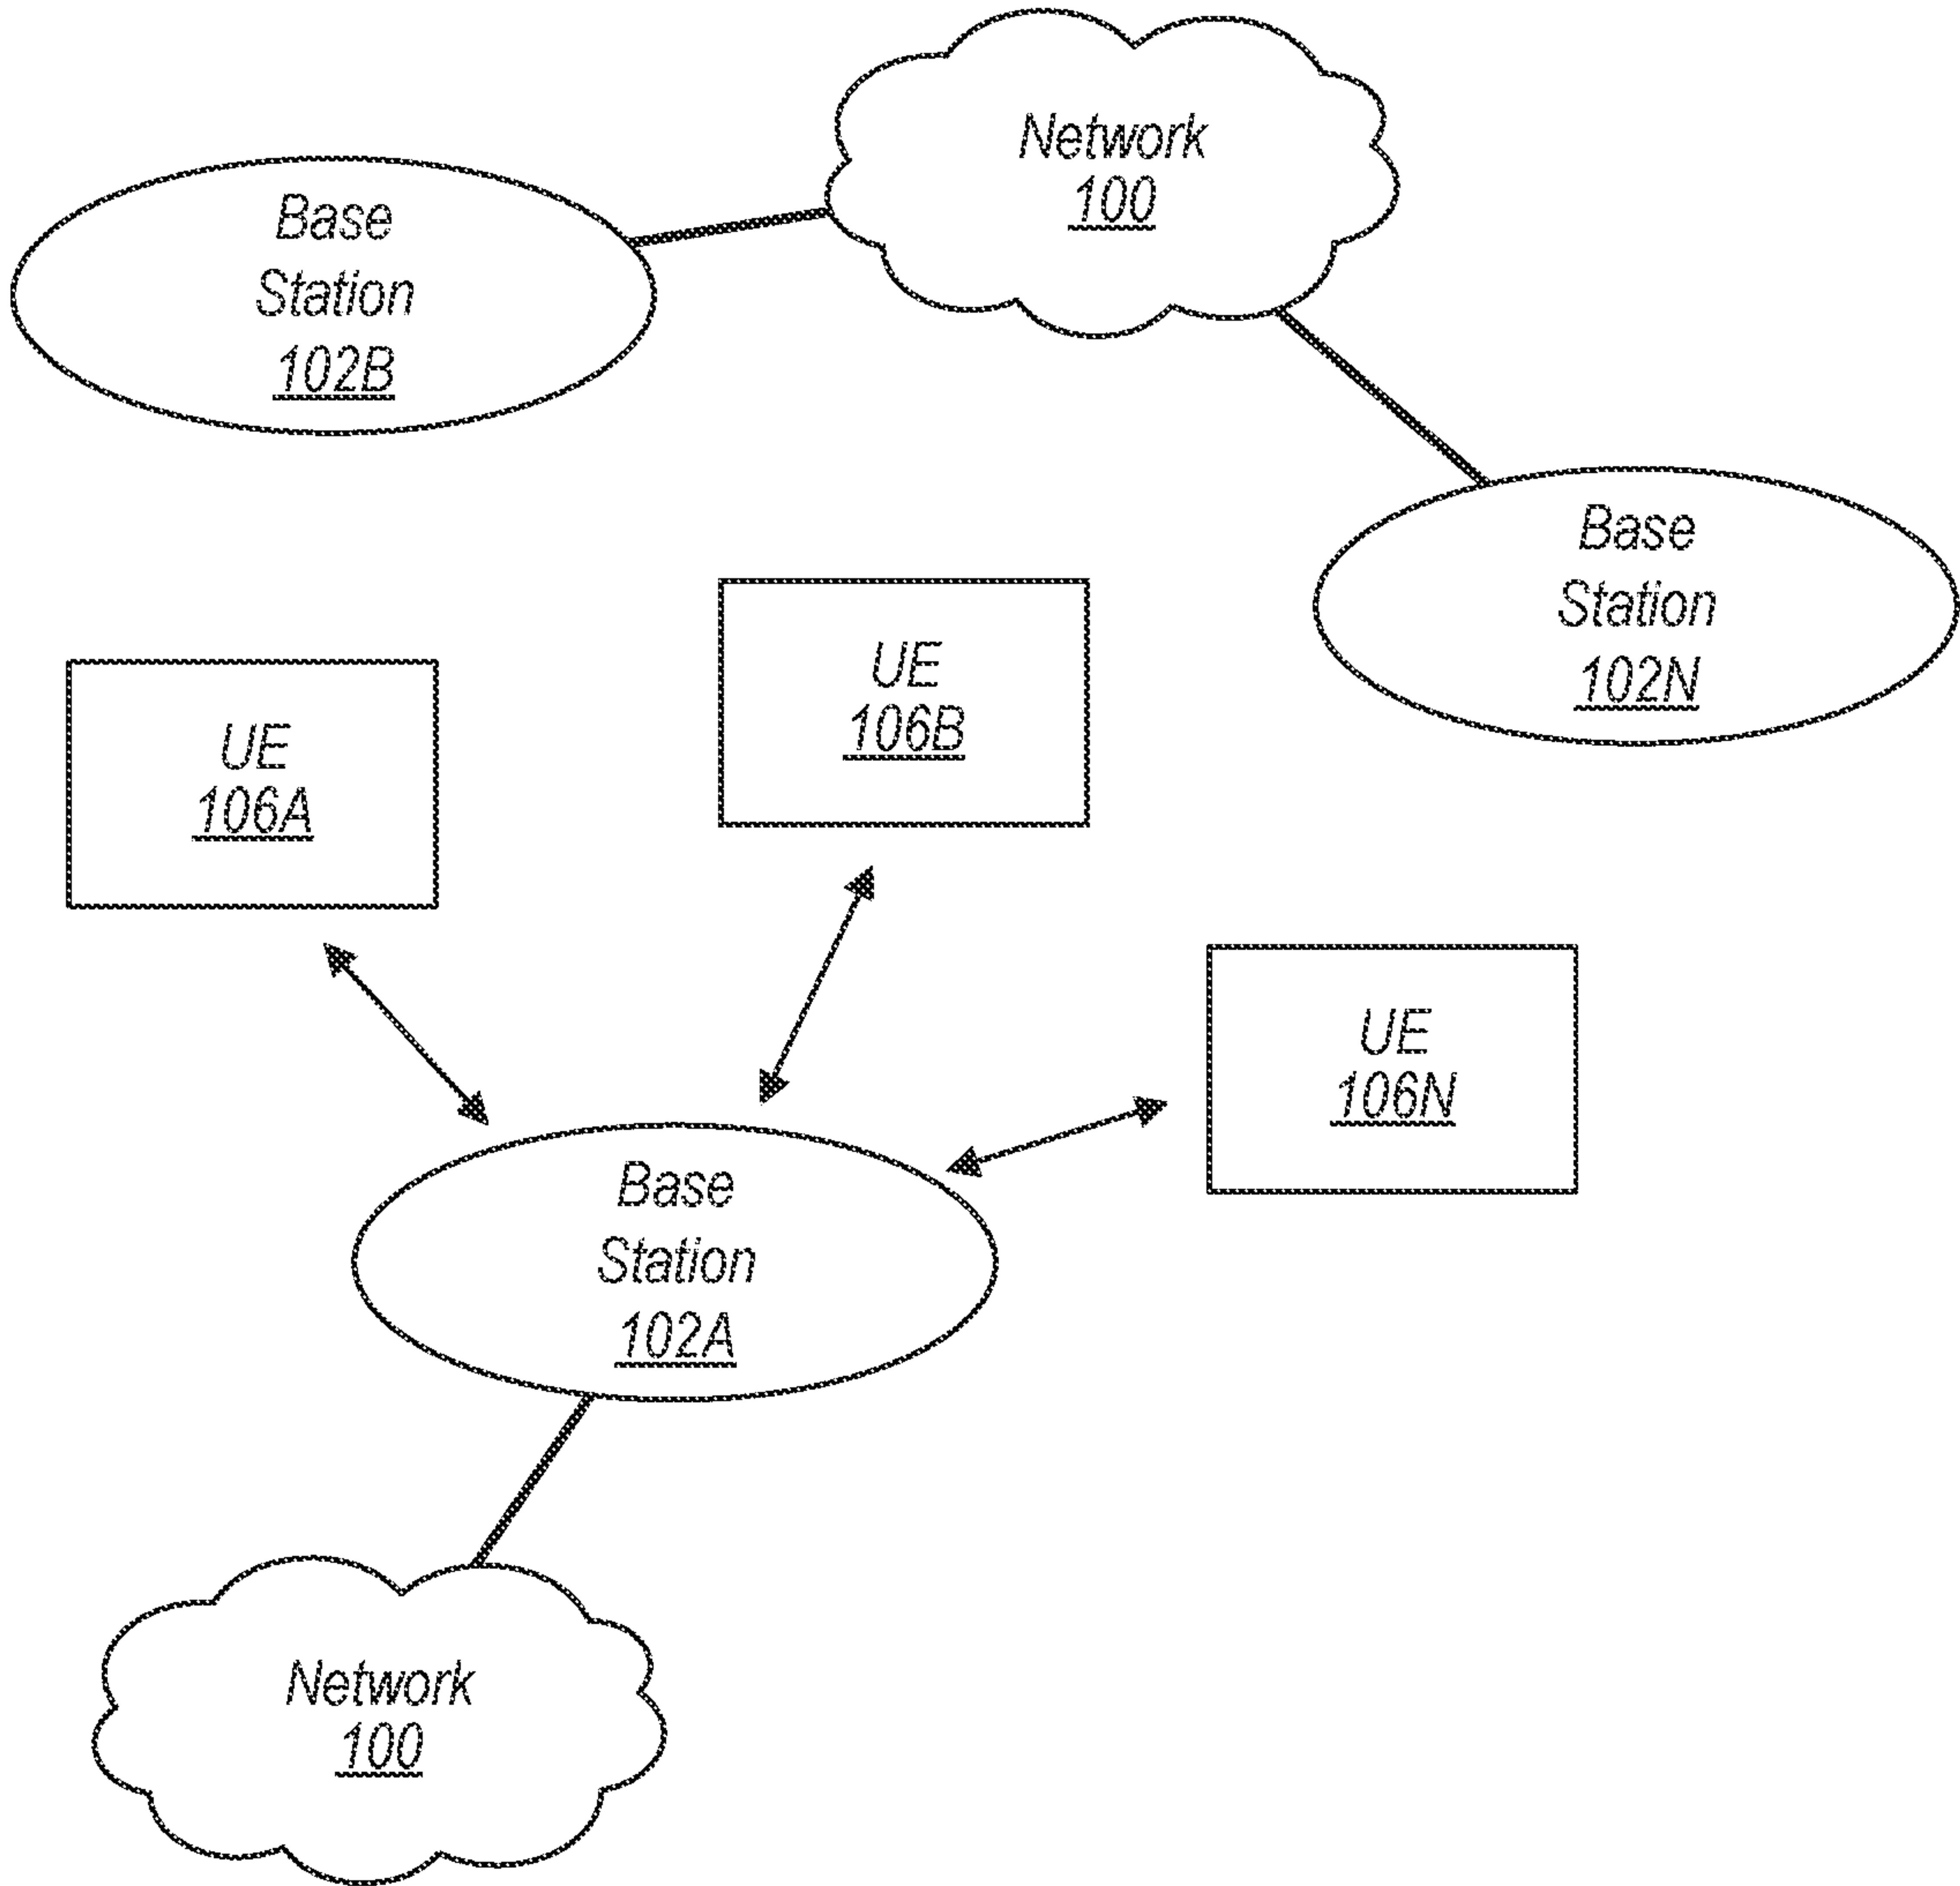 Network
100
Base
Station
102B
Base
Station
102N
UE
106B
UE
106A
UE
106N
Base
Station
102A
Network
100